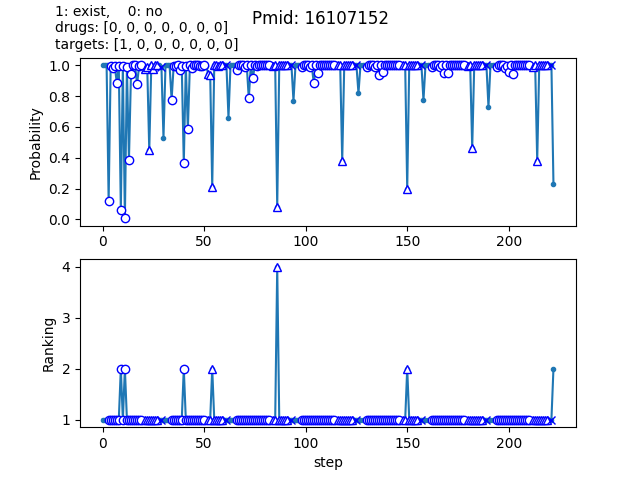 1: exist,    0: no
drugs: [0, 0, 0, 0, 0, 0, 0]
targets: [1, 0, 0, 0, 0, 0, 0]
Pmid: 16107152
Probability
1.0
0.8
0.6
0.4
0.2
0.0
0 50 100 150 200
Ranking
4
3
2
1
0 50 100 150 200
step